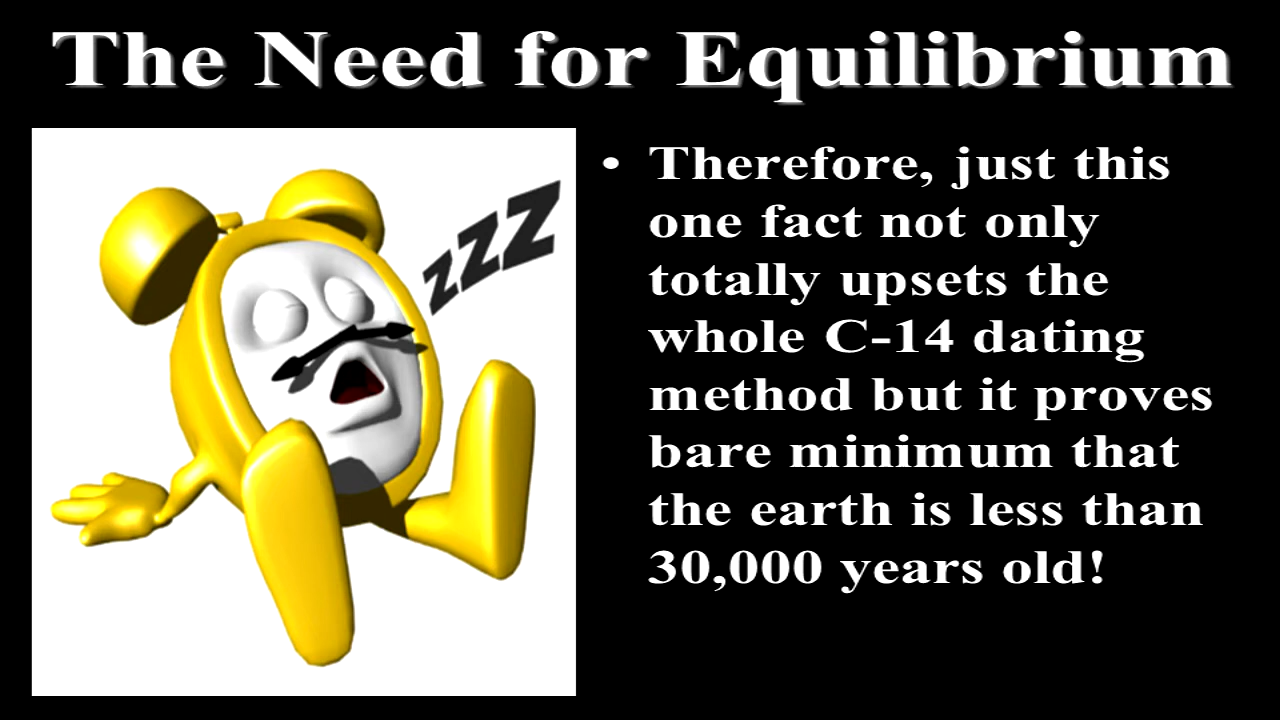 The Need for Equilibrium
zZZ
• Therefore, just this
one fact not only
totally upsets the
whole C-14 dating
method but it proves
bare minimum that
the earth is less than
30,000 years old!